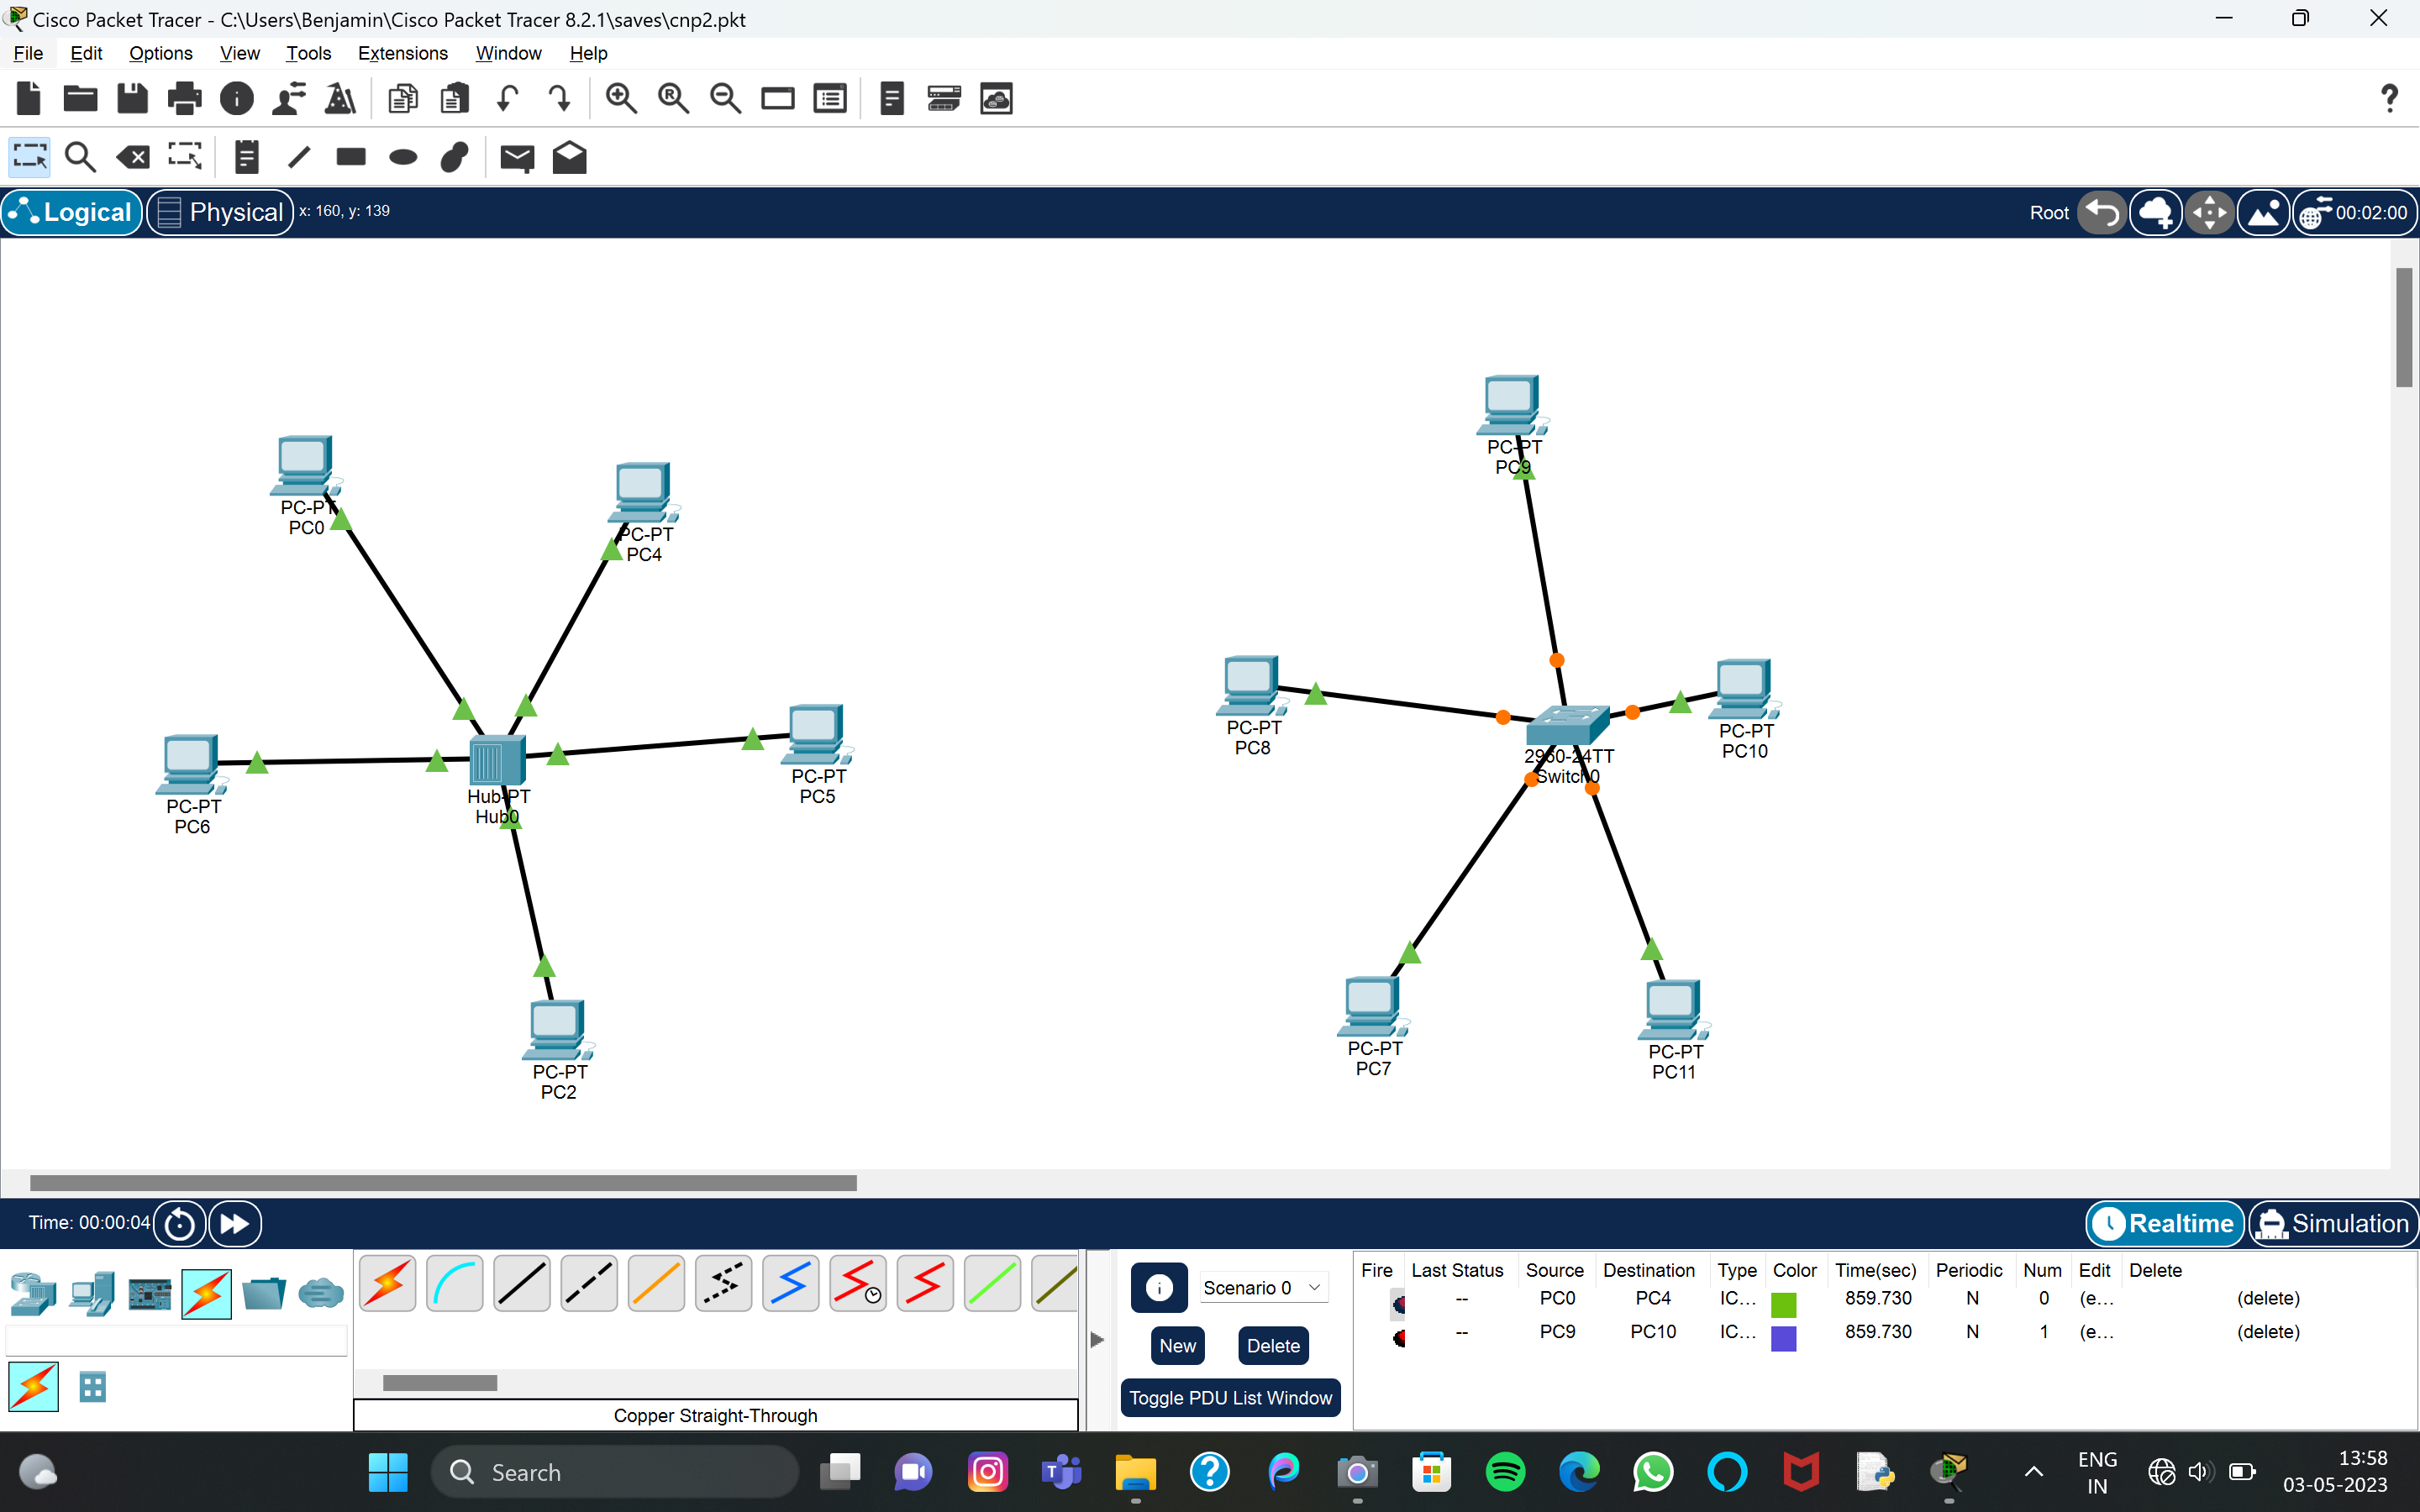 Cisco Packet Tracer - C:\Users\Benjamin\Cisco Packet Tracer 8.2.1\saves\cnp2.pkt
File Edit Options View Tools Extensions Window Help
Logical Physical x: 160, y: 139 Root 00:02:00
PC-PT
PC9
PC-PT
PC0
PC-PT
PC4
PC-PT
PC8
PC-PT
PC10
2960-24TT
Switch0
PC-PT
PC5
Hub-PT
Hub0
PC-PT
PC6
PC-PT
PC7
PC-PT
PC11
PC-PT
PC2
Time: 00:00:04 Realtime Simulation
Scenario 0
New Delete
Toggle PDU List Window
Copper Straight-Through
Fire Last Status Source Destination Type Color Time(sec) Periodic Num Edit Delete
-- PC0 PC4 IC... 859.730 N 0 (e... (delete)
-- PC9 PC10 IC... 859.730 N 1 (e... (delete)
Search
ENG
IN
13:58
03-05-2023